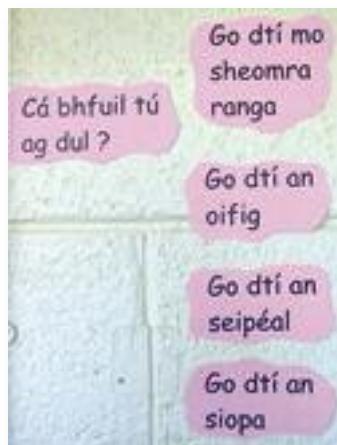 Cá bhfuil tú
ag dul ?
Go dtí mo
sheomra
ranga
Go dtí an
oifig
Go dtí an
seipéal
Go dtí an
siopa